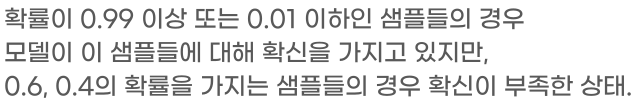 확률이 0.99 이상 또는 0.01 이하인 샘플들의 경우
모델이 이 샘플들에 대해 확신을 가지고 있지만,
0.6, 0.4의 확률을 가지는 샘플들의 경우 확신이 부족한 상태.